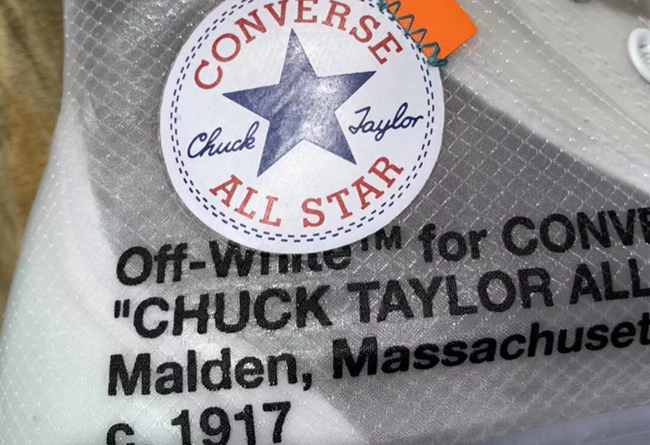 CONVERSE
Chuck Taylor
ALL STAR
Off-White™ for CONVE
"CHUCK TAYLOR ALL
Malden, Massachuset
c. 1917